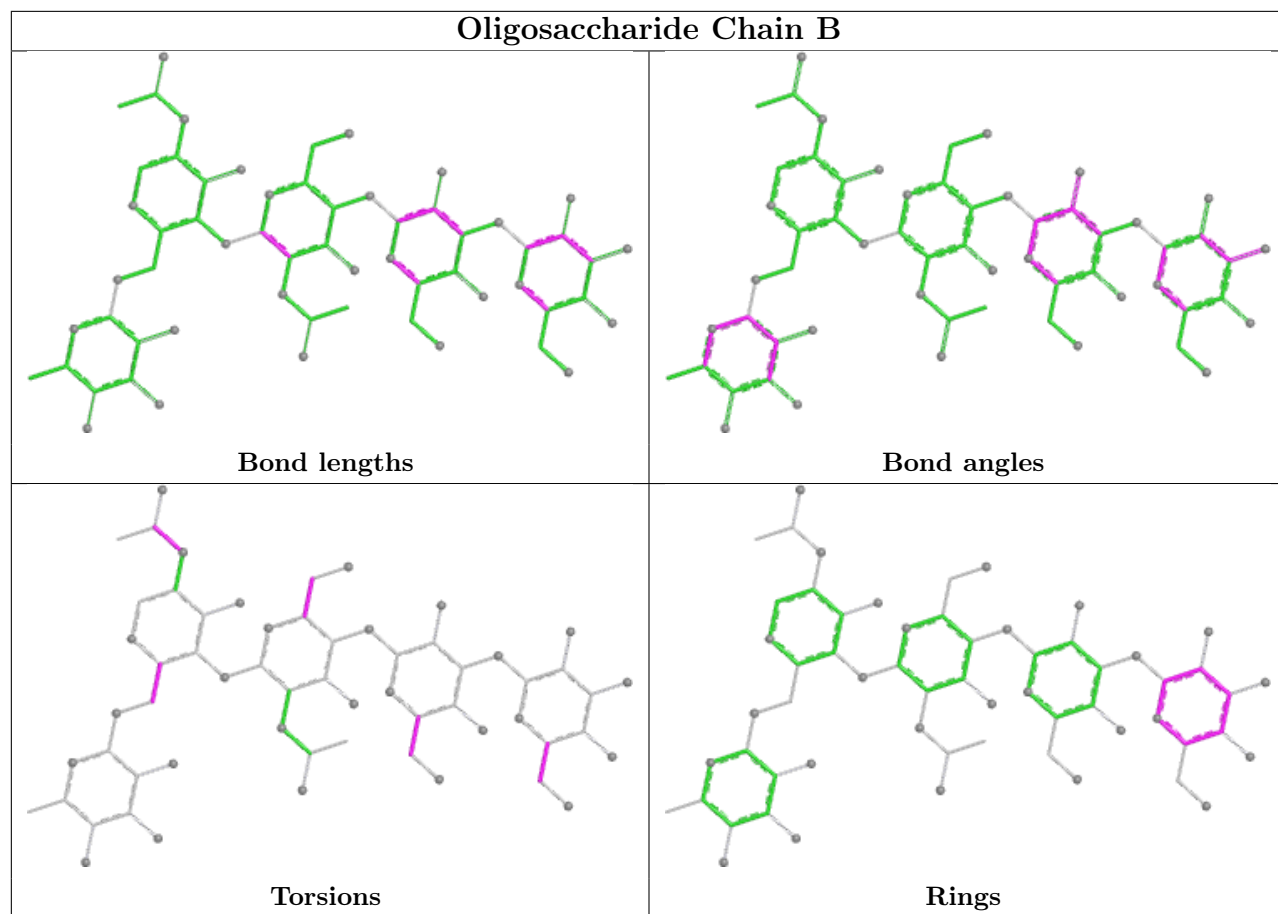 Oligosaccharide Chain B
Bond lengths
Bond angles
Torsions
Rings